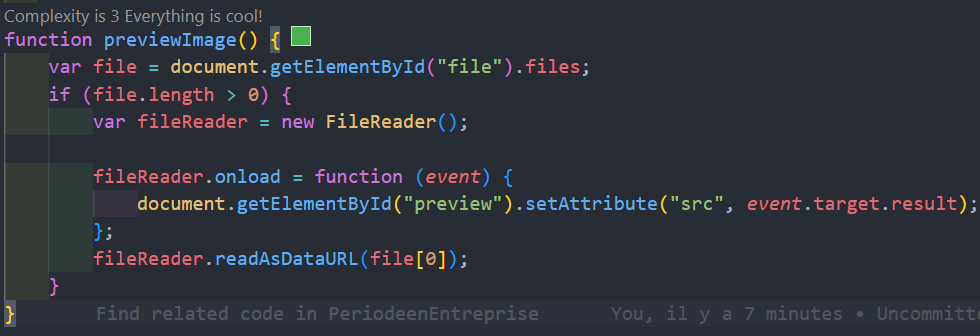 Complexity is 3 Everything is cool!
function previewImage() {
    var file = document.getElementById("file").files;
    if (file.length > 0) {
        var fileReader = new FileReader();

        fileReader.onload = function (event) {
            document.getElementById("preview").setAttribute("src", event.target.result);
        };
        fileReader.readAsDataURL(file[0]);
    }
}    Find related code in PeriodeenEntreprise    You, il y a 7 minutes • Uncommitte